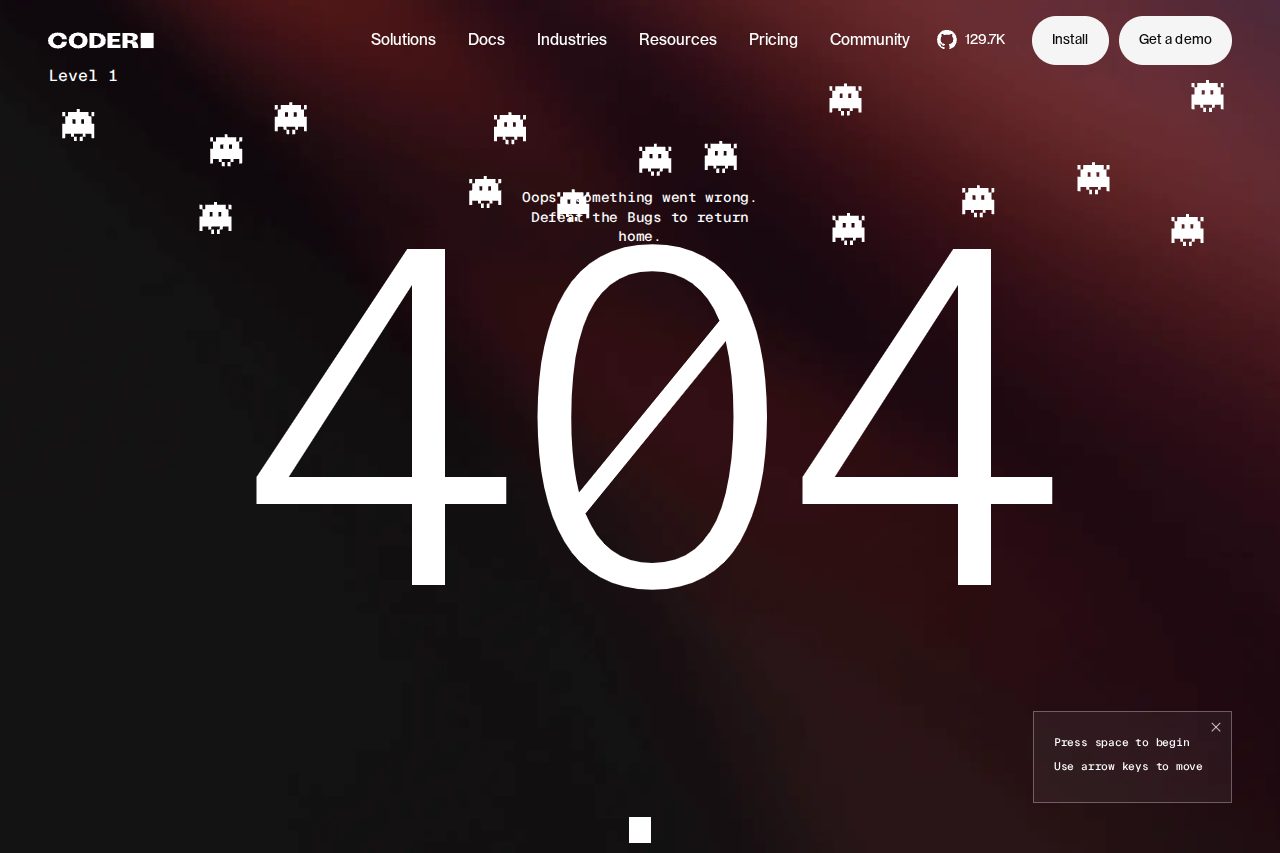 CODER
Solutions
Docs
Industries
Resources
Pricing
Community
129.7K
Install
Get a demo
Level 1
Oops, something went wrong.
Defeat the Bugs to return
home.
404
Press space to begin
Use arrow keys to move